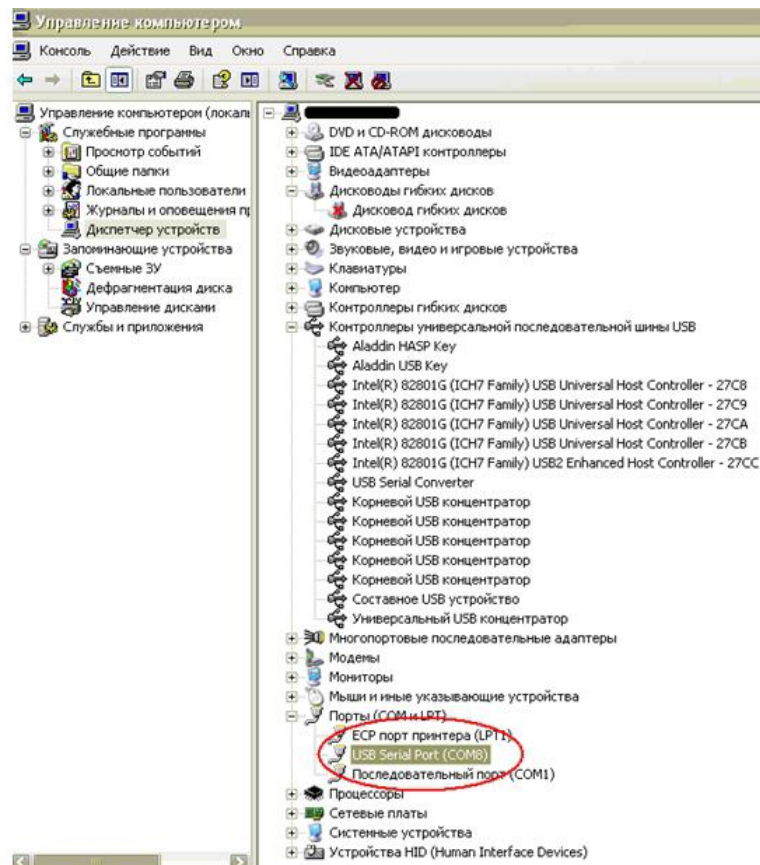 Управление компьютером
Консоль Действие Вид Окно Справка
Управление компьютером (локаль
Служебные программы
Просмотр событий
Общие папки
Локальные пользователи
Журналы и оповещения пр
Диспетчер устройств
Запоминающие устройства
Съемные ЗУ
Дефрагментация диска
Управление дисками
Службы и приложения
DVD и CD-ROM дисководы
IDE ATA/ATAPI контроллеры
Видеоадаптеры
Дисководы гибких дисков
Дисковод гибких дисков
Дисковые устройства
Звуковые, видео и игровые устройства
Клавиатуры
Компьютер
Контроллеры гибких дисков
Контроллеры универсальной последовательной шины USB
Aladdin HASP Key
Aladdin USB Key
Intel(R) 82801G (ICH7 Family) USB Universal Host Controller - 27C8
Intel(R) 82801G (ICH7 Family) USB Universal Host Controller - 27C9
Intel(R) 82801G (ICH7 Family) USB Universal Host Controller - 27CA
Intel(R) 82801G (ICH7 Family) USB Universal Host Controller - 27CB
Intel(R) 82801G (ICH7 Family) USB2 Enhanced Host Controller - 27CC
USB Serial Converter
Корневой USB концентратор
Корневой USB концентратор
Корневой USB концентратор
Корневой USB концентратор
Корневой USB концентратор
Составное USB устройство
Универсальный USB концентратор
Многопортовые последовательные адаптеры
Модемы
Мониторы
Мыши и иные указывающие устройства
Порты (COM и LPT)
ECP порт принтера (LPT1)
USB Serial Port (COM8)
Последовательный порт (COM1)
Процессоры
Сетевые платы
Системные устройства
Устройства HID (Human Interface Devices)